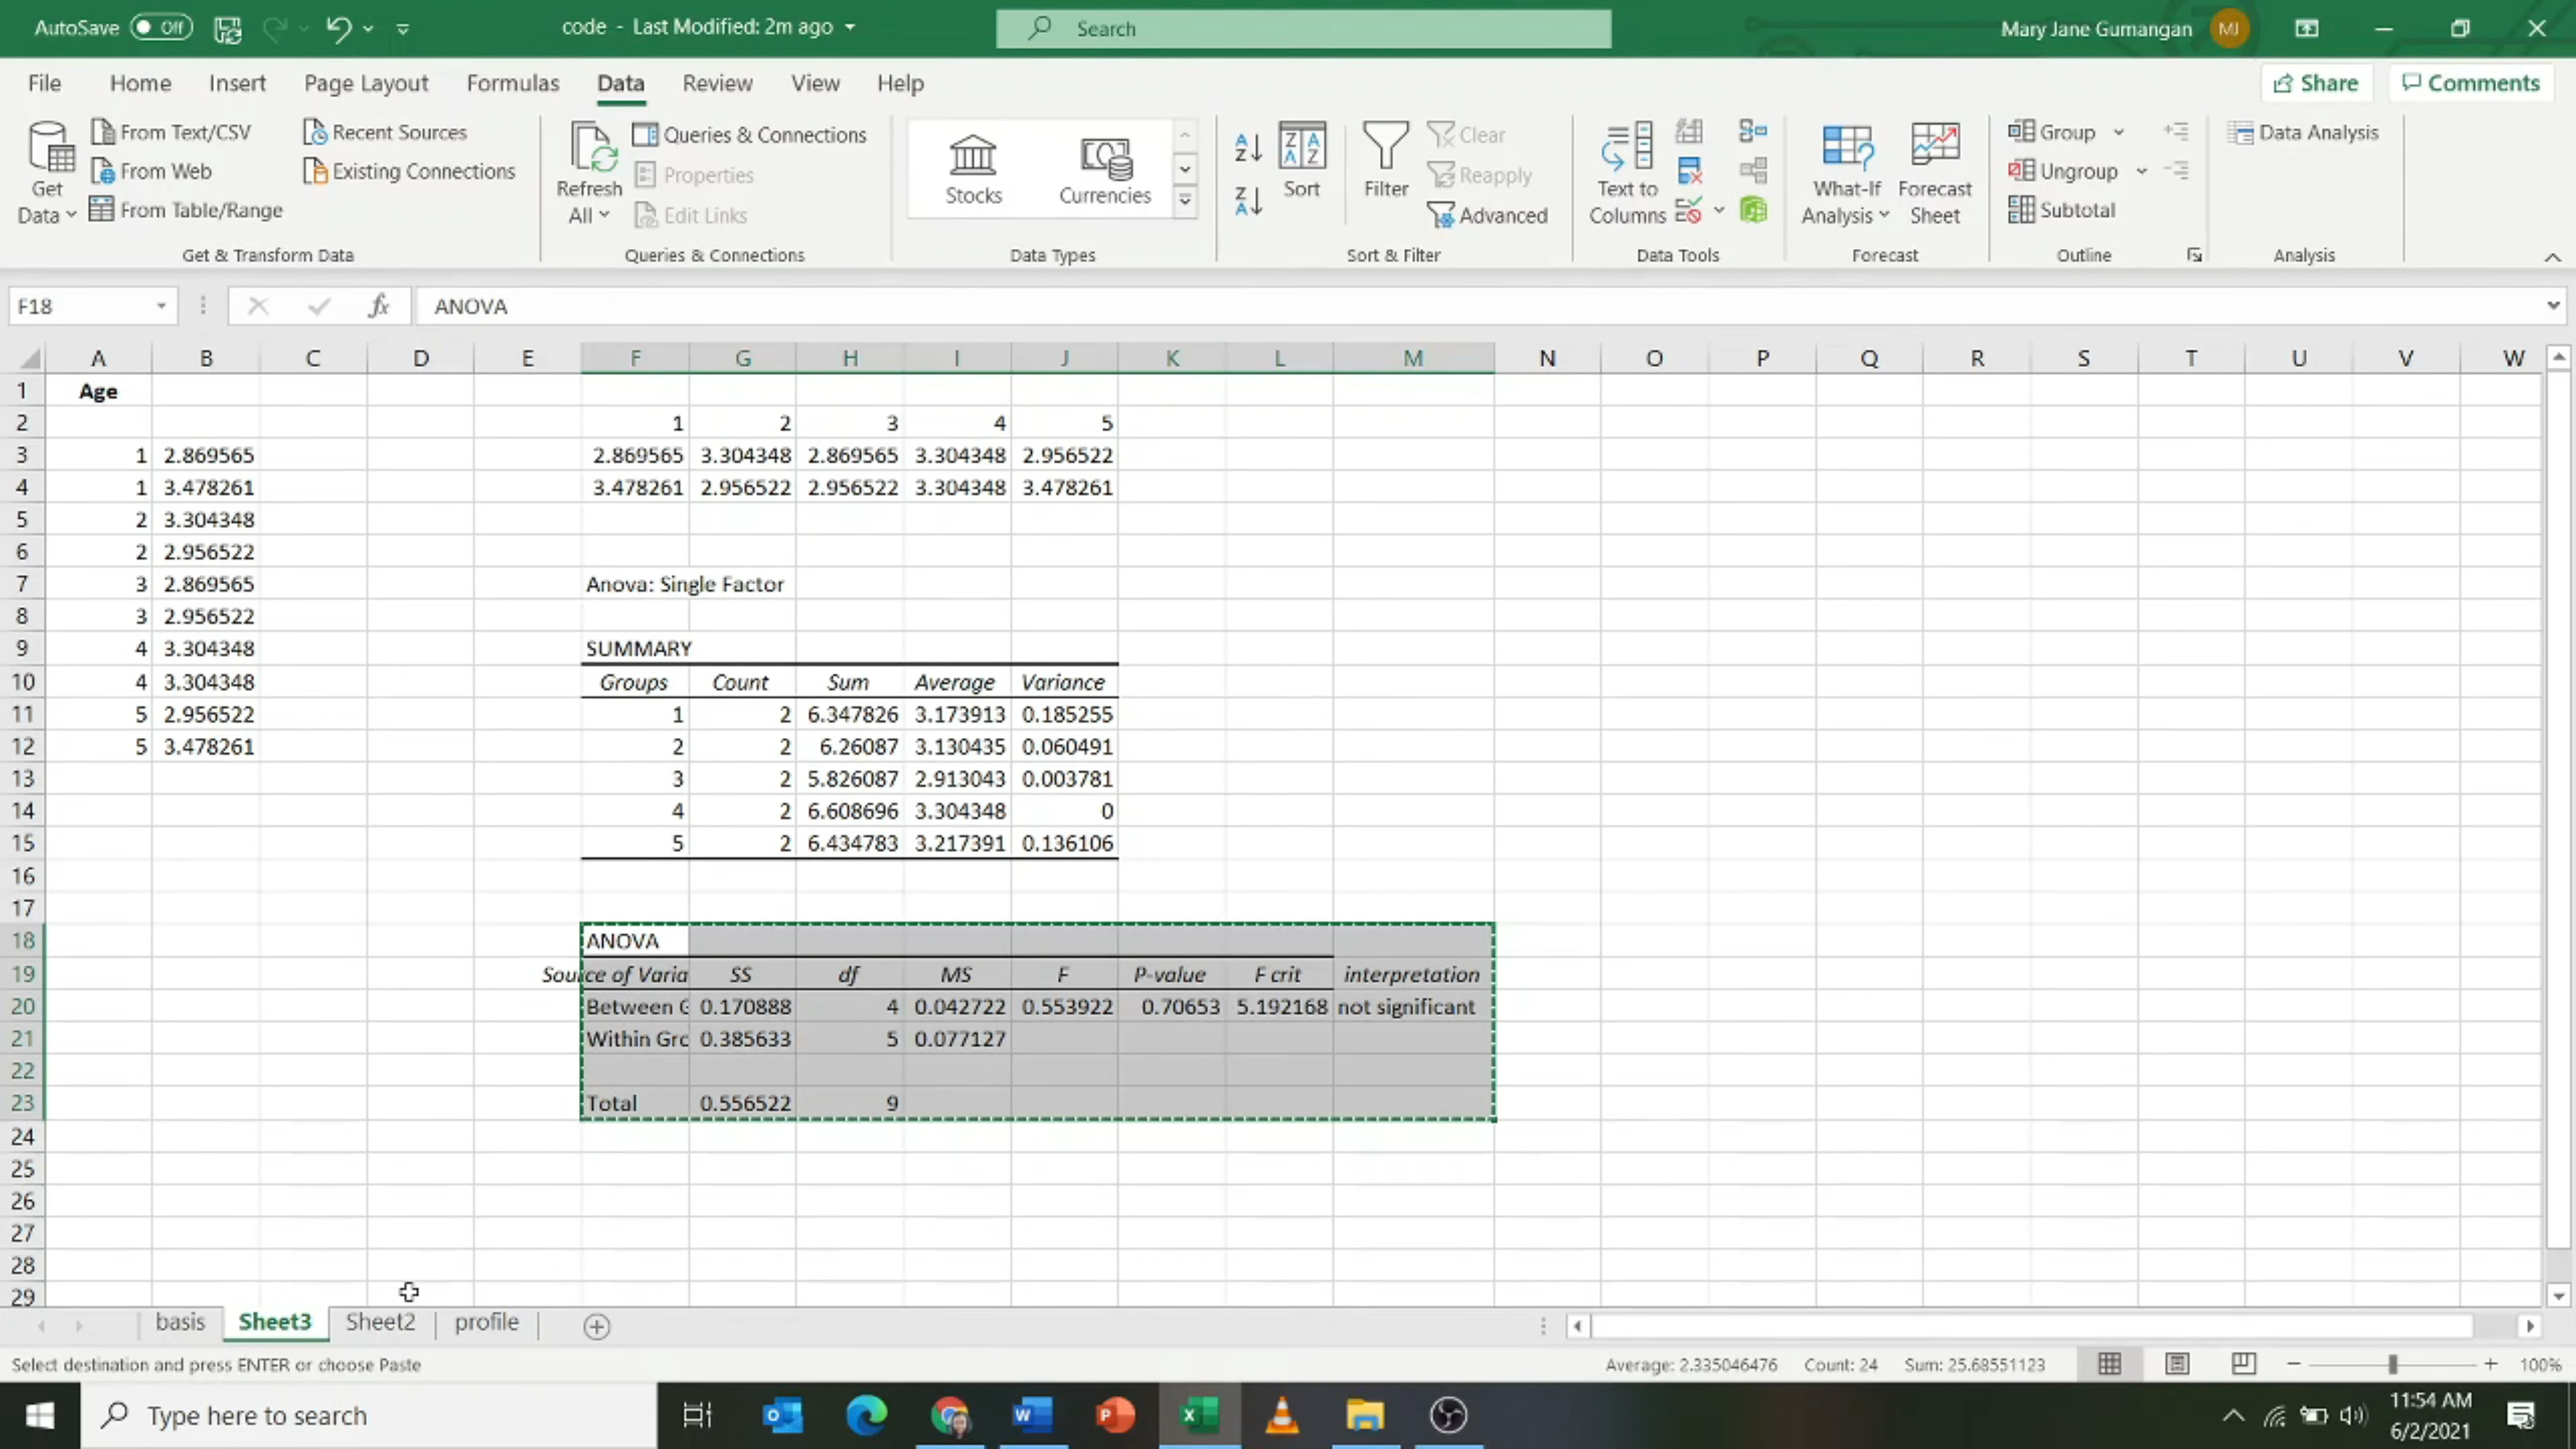 AutoSave Off code - Last Modified: 2m ago Search Mary Jane Gumangan MJ
File Home Insert Page Layout Formulas Data Review View Help Share Comments
Get Data From Text/CSV From Web From Table/Range Recent Sources Existing Connections
Refresh All Queries & Connections Properties Edit Links
Stocks Currencies
Sort Filter Clear Reapply Advanced
Text to Columns
What-If Analysis Forecast Sheet
Group Ungroup Subtotal
Data Analysis
Get & Transform Data Queries & Connections Data Types Sort & Filter Data Tools Forecast Outline Analysis
F18 fx ANOVA
A B C D E F G H I J K L M N O P Q R S T U V W
1 Age
2 1 2 3 4 5
3 1 2.869565 2.869565 3.304348 2.869565 3.304348 2.956522
4 1 3.478261 3.478261 2.956522 2.956522 3.304348 3.478261
5 2 3.304348
6 2 2.956522
7 3 2.869565 Anova: Single Factor
8 3 2.956522
9 4 3.304348 SUMMARY
10 4 3.304348 Groups Count Sum Average Variance
11 5 2.956522 1 2 6.347826 3.173913 0.185255
12 5 3.478261 2 2 6.26087 3.130435 0.060491
13 3 2 5.826087 2.913043 0.003781
14 4 2 6.608696 3.304348 0
15 5 2 6.434783 3.217391 0.136106
16
17
18 ANOVA
19 Source of Varia SS df MS F P-value F crit interpretation
20 Between G 0.170888 4 0.042722 0.553922 0.70653 5.192168 not significant
21 Within Gro 0.385633 5 0.077127
22
23 Total 0.556522 9
24
25
26
27
28
29
basis Sheet3 Sheet2 profile
Select destination and press ENTER or choose Paste Average: 2.335046476 Count: 24 Sum: 25.68551123 100%
Type here to search 11:54 AM
6/2/2021